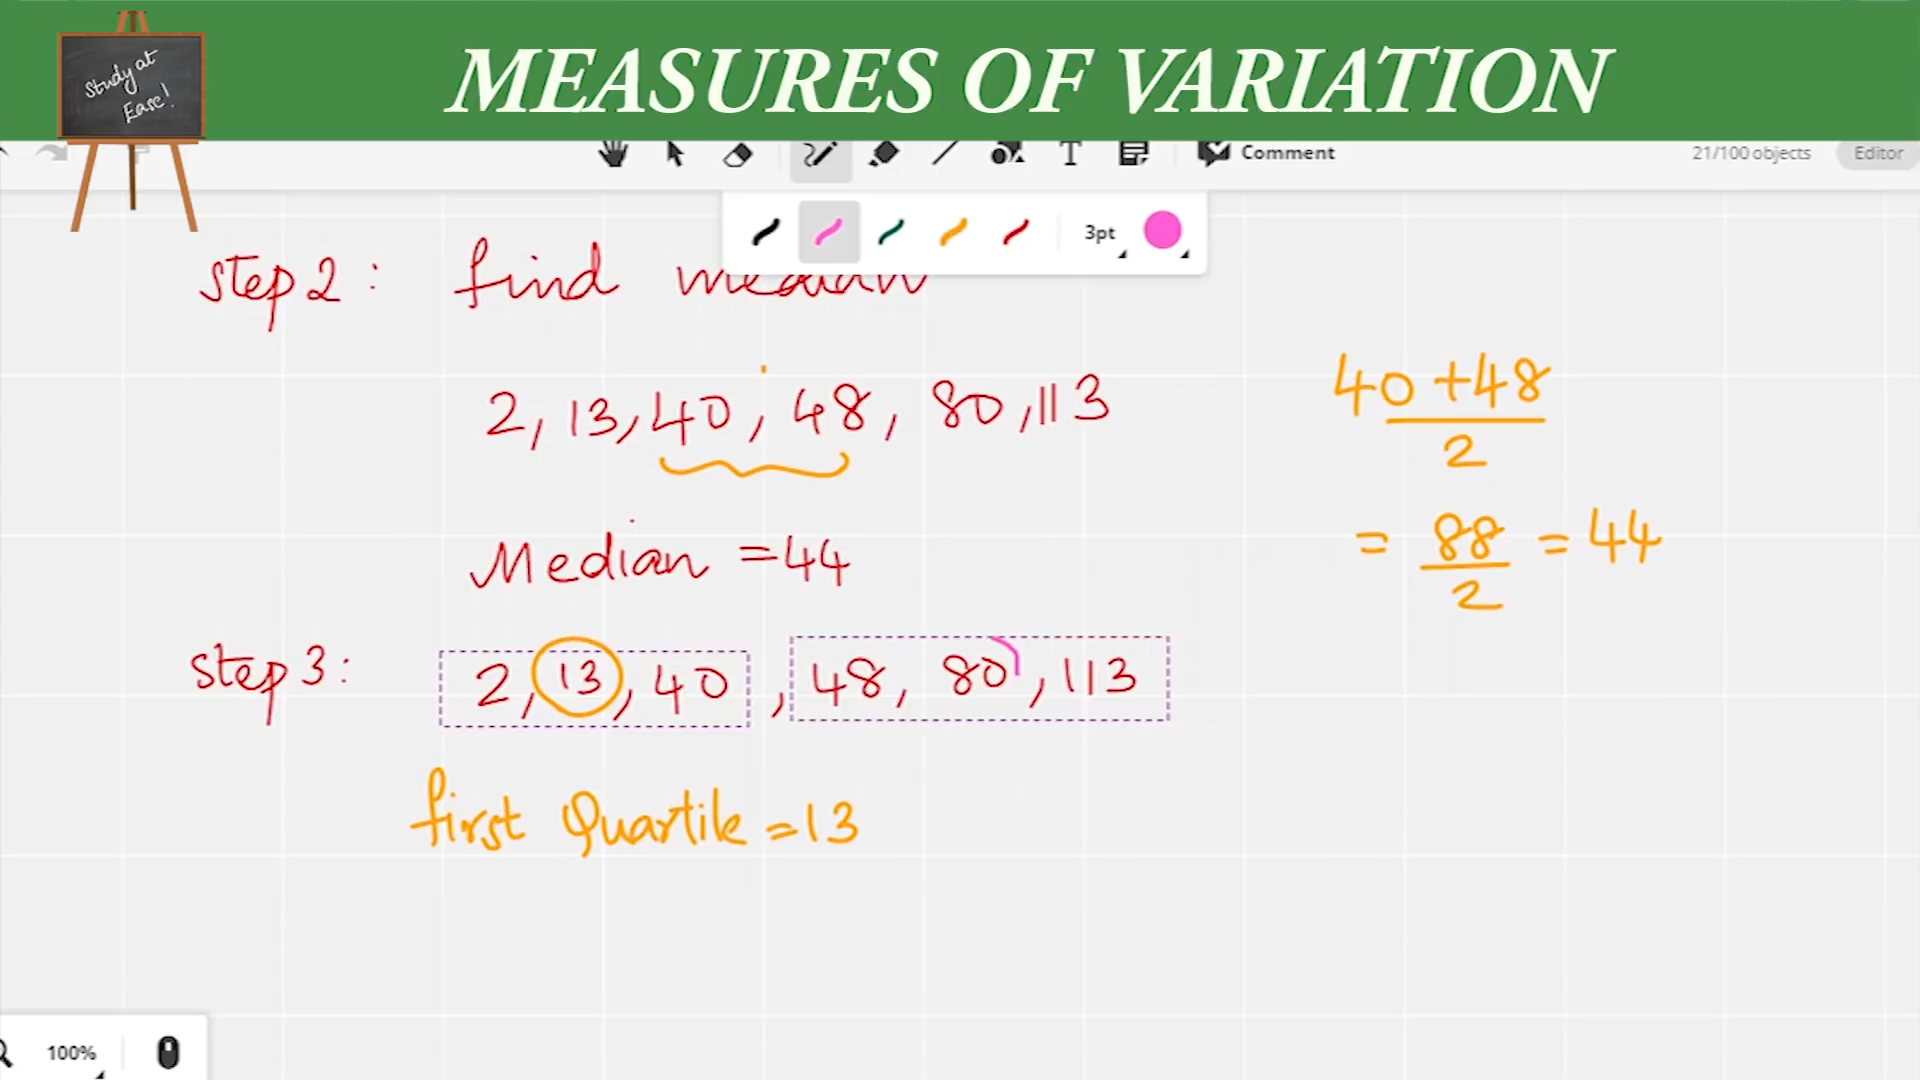 Study at
Ease!
MEASURES OF VARIATION
T
Comment
21/100 objects
Editor
3pt
Step 2: find median
2, 13, 40, 48, 80, 113
40 + 48
2
Median = 44
= 88 = 44
2
Step 3: 2, 13, 40, 48, 80, 113
first Quartile = 13
100%